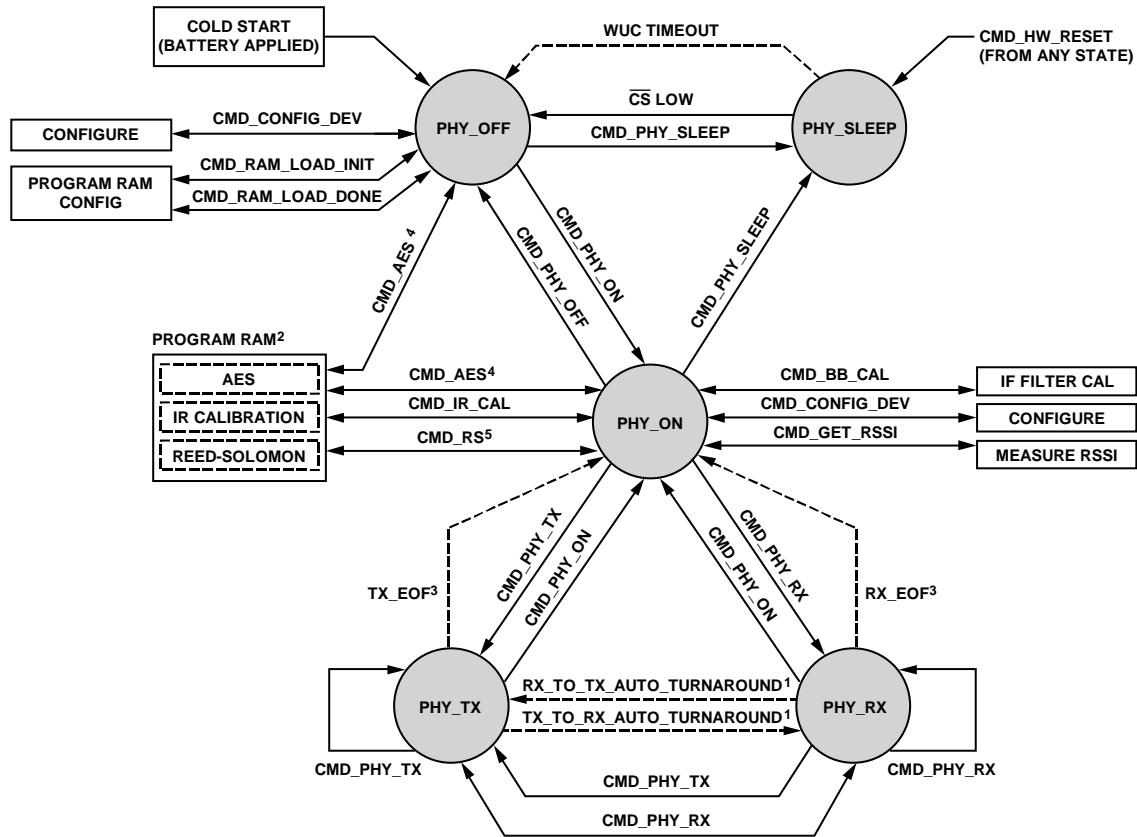 COLD START
(BATTERY APPLIED)
WUC TIMEOUT
CMD_HW_RESET
(FROM ANY STATE)
CONFIGURE
CMD_CONFIG_DEV
PHY_OFF
CS LOW
CMD_PHY_SLEEP
PHY_SLEEP
PROGRAM RAM
CONFIG
CMD_RAM_LOAD_INIT
CMD_RAM_LOAD_DONE
CMD_AES 4
CMD_PHY_OFF
CMD_PHY_ON
CMD_PHY_SLEEP
PROGRAM RAM2
AES
IR CALIBRATION
REED-SOLOMON
CMD_AES4
CMD_IR_CAL
CMD_RS5
PHY_ON
CMD_BB_CAL
CMD_CONFIG_DEV
CMD_GET_RSSI
IF FILTER CAL
CONFIGURE
MEASURE RSSI
TX_EOF3
CMD_PHY_TX
CMD_PHY_ON
CMD_PHY_ON
CMD_PHY_RX
RX_EOF3
PHY_TX
RX_TO_TX_AUTO_TURNAROUND1
TX_TO_RX_AUTO_TURNAROUND1
PHY_RX
CMD_PHY_TX
CMD_PHY_TX
CMD_PHY_RX
CMD_PHY_RX